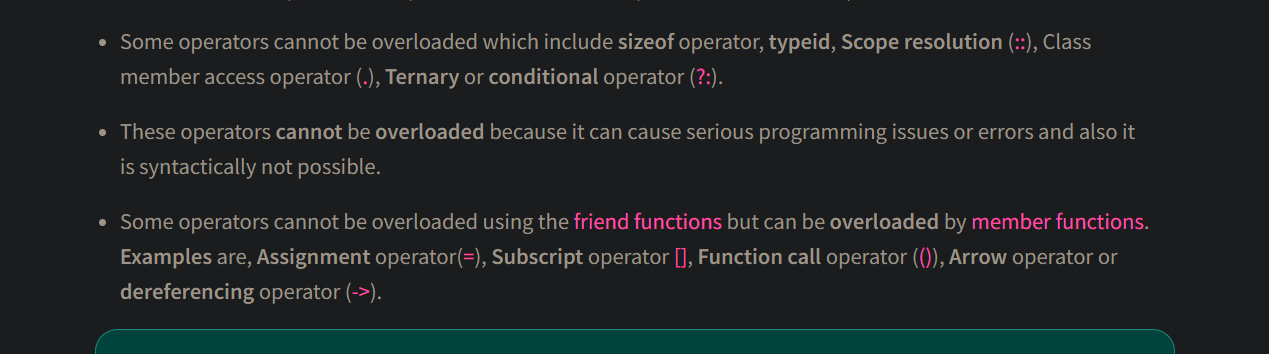 Some operators cannot be overloaded which include sizeof operator, typeid, Scope resolution (::), Class
member access operator (.), Ternary or conditional operator (?:).
These operators cannot be overloaded because it can cause serious programming issues or errors and also it
is syntactically not possible.
Some operators cannot be overloaded using the friend functions but can be overloaded by member functions.
Examples are, Assignment operator(=), Subscript operator [], Function call operator (()), Arrow operator or
dereferencing operator (->).